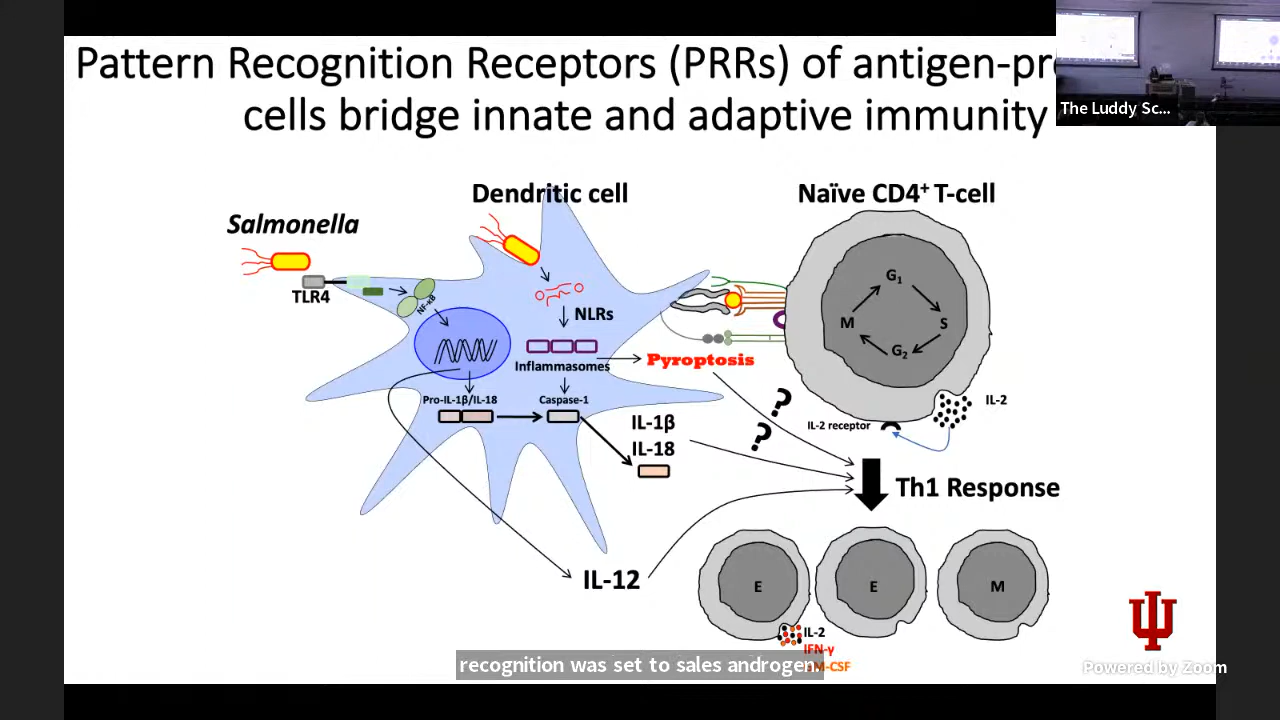 Pattern Recognition Receptors (PRRs) of antigen-pr
cells bridge innate and adaptive immunity
The Luddy Sc...
Dendritic cell
Naïve CD4⁺ T-cell
Salmonella
TLR4
NF-κB
NLRs
G₁
M
S
G₂
Inflammasomes
Pyroptosis
Pro-IL-1β/IL-18
Caspase-1
IL-1β
IL-18
?
?
IL-2
IL-2 receptor
Th1 Response
IL-12
E
E
M
IL-2
IFN-γ
M-CSF
recognition was set to sales androgen.
Powered by Zoom